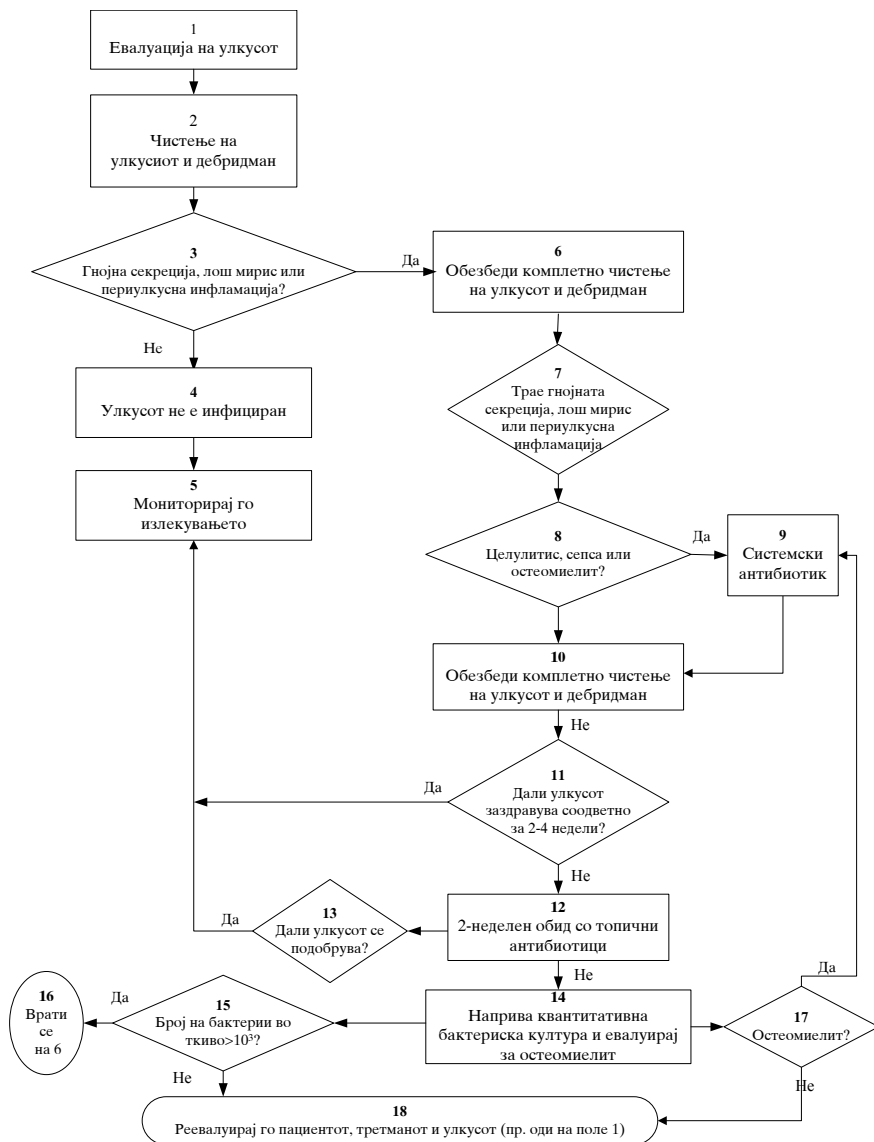 1
Евалуација на улкусот
2
Чистење на
улкусиот и дебридман
3
Гнојна секреција, лош мирис или
периулкусна инфламација?
Да
6
Обезбеди комплетно чистење
на улкусот и дебридман
Не
4
Улкусот не е инфициран
7
Трае гнојната
секреција, лош мирис
или периулкусна
инфламација
5
Мониторирај го
излекувањето
8
Целулитис, сепса или
остеомиелит?
Да
9
Системски
антибиотик
10
Обезбеди комплетно чистење
на улкусот и дебридман
Не
11
Дали улкусот
заздравува соодветно
за 2-4 недели?
Да
Не
12
2-неделен обид со топични
антибиотици
13
Дали улкусот се
подобрува?
Да
Не
14
Наприва квантитативна
бактериска култура и евалуирај
за остеомиелит
15
Број на бактерии во
ткиво>10³?
Да
16
Врати
се
на 6
Да
17
Остеомиелит?
Не
Не
18
Реевалуирај го пациентот, третманот и улкусот (пр. оди на поле 1)